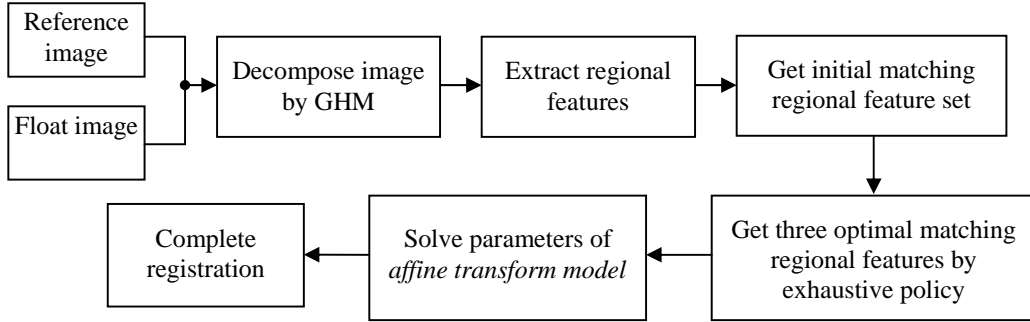 Reference
image
Float image
Decompose image
by GHM
Extract regional
features
Get initial matching
regional feature set
Get three optimal matching
regional features by
exhaustive policy
Solve parameters of
affine transform model
Complete
registration